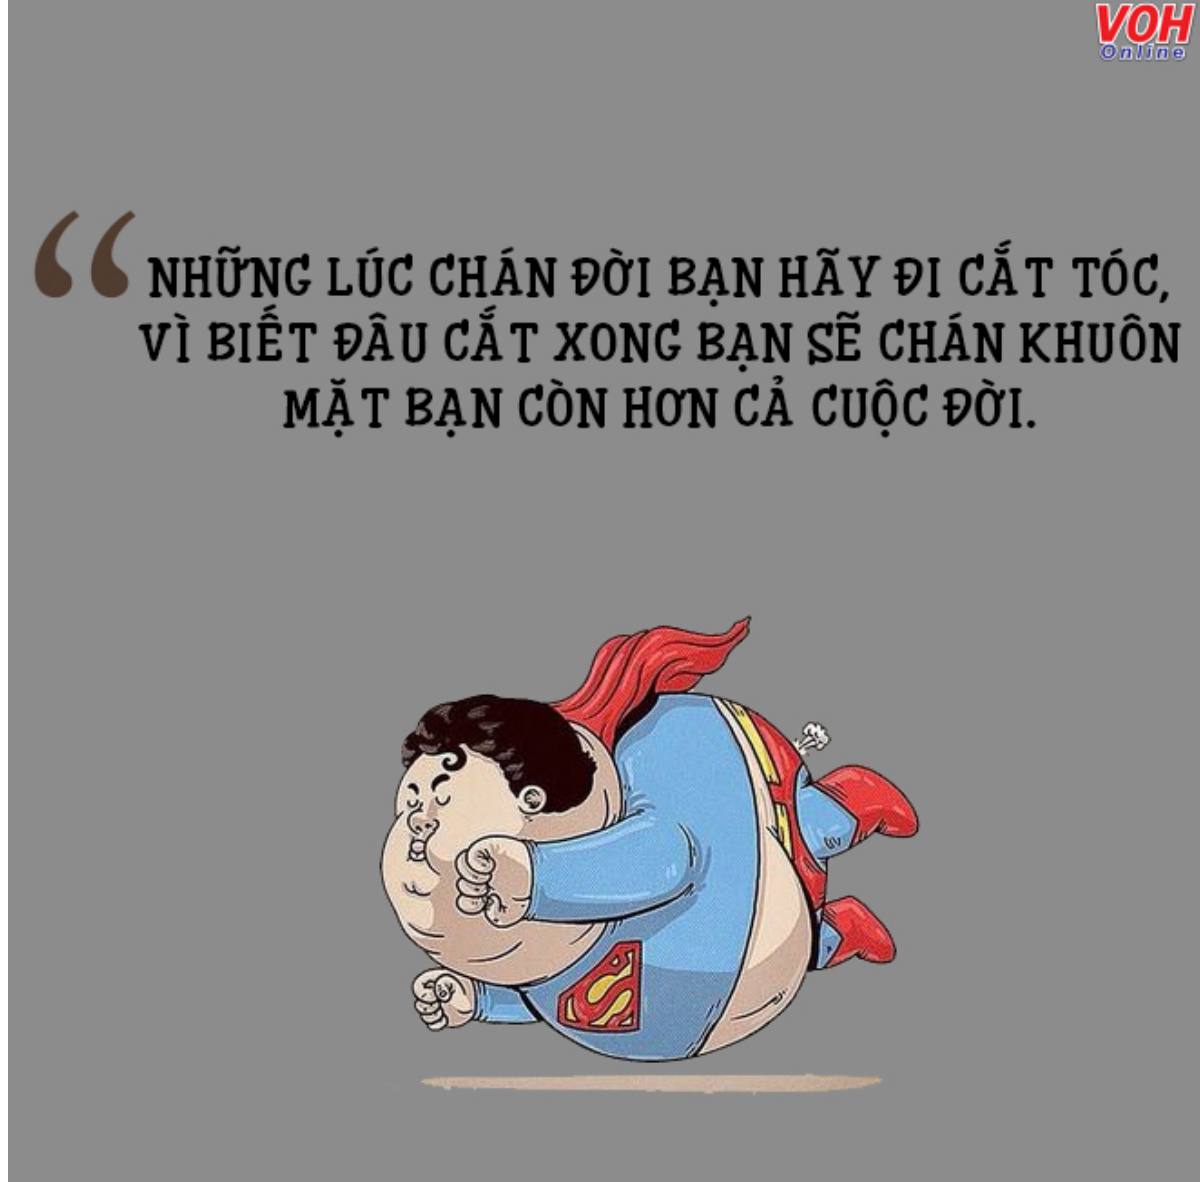 VOH
Online
“ NHỮNG LÚC CHÁN ĐỜI BẠN HÃY ĐI CẮT TÓC,
VÌ BIẾT ĐÂU CẮT XONG BẠN SẼ CHÁN KHUÔN
MẶT BẠN CÒN HƠN CẢ CUỘC ĐỜI.
S